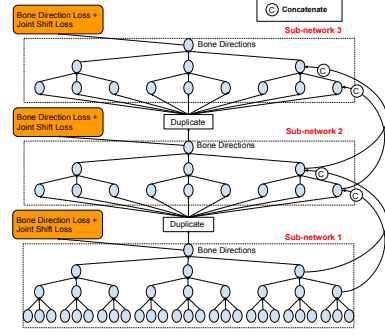 Bone Direction Loss +
Joint Shift Loss
C Concatenate
Sub-network 3
Bone Directions
C
C
Duplicate
Bone Direction Loss +
Joint Shift Loss
Sub-network 2
Bone Directions
C
C
Duplicate
Bone Direction Loss +
Joint Shift Loss
Sub-network 1
Bone Directions